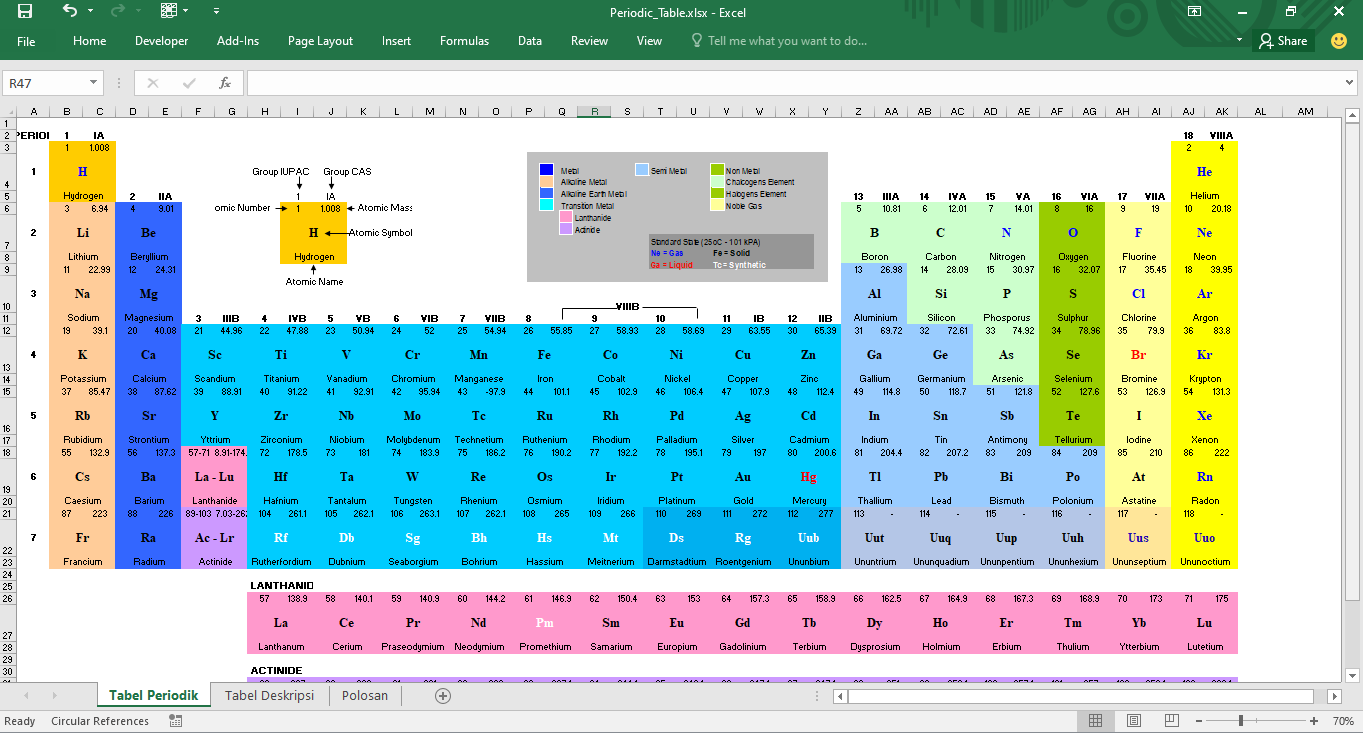 Periodic_Table.xlsx - Excel
File Home Developer Add-Ins Page Layout Insert Formulas Data Review View Tell me what you want to do... Share
R47 fx
A B C D E F G H I J K L M N O P Q R S T U V W X Y Z AA AB AC AD AE AF AG AH AI AJ AK AL AM
1
2 PERIOD 1 IA 18 VIIIA
3 1 1.008 2 4
Metal Semi Metal Non Metal
Group IUPAC Group CAS
1 H He
Alkaline Metal Chalcogens Element
4 Hydrogen Helium
Alkaline Earth Metal Halogens Element
5 2 IIA 1 IA 13 IIIA 14 IVA 15 VA 16 VIA 17 VIIA
Transition Metal Noble Gas
6 3 6.94 4 9.01 omic Number 1 1.008 Atomic Mass 5 10.81 6 12.01 7 14.01 8 16 9 19 10 20.18
Lanthanide
Actinide
2 Li Be H Atomic Symbol B C N O F Ne
Standard State (25oC - 101 kPA)
7 Ne = Gas Fe = Solid
8 Lithium Beryllium Hydrogen Boron Carbon Nitrogen Oxygen Fluorine Neon
Ga = Liquid Tc = Synthetic
9 11 22.99 12 24.31 13 26.98 14 28.09 15 30.97 16 32.07 17 35.45 18 39.95
Atomic Name
3 Na Mg Al Si P S Cl Ar
10 VIIIB
11 Sodium Magnesium 3 IIIB 4 IVB 5 VB 6 VIB 7 VIIB 8 9 10 11 IB 12 IIB Aluminium Silicon Phosporus Sulphur Chlorine Argon
12 19 39.1 20 40.08 21 44.96 22 47.88 23 50.94 24 52 25 54.94 26 55.85 27 58.93 28 58.69 29 63.55 30 65.39 31 69.72 32 72.61 33 74.92 34 78.96 35 79.9 36 83.8
4 K Ca Sc Ti V Cr Mn Fe Co Ni Cu Zn Ga Ge As Se Br Kr
13
14 Potassium Calcium Scandium Titanium Vanadium Chromium Manganese Iron Cobalt Nickel Copper Zinc Gallium Germanium Arsenic Selenium Bromine Krypton
15 37 85.47 38 87.62 39 88.91 40 91.22 41 92.91 42 95.94 43 -97.9 44 101.1 45 102.9 46 106.4 47 107.9 48 112.4 49 114.8 50 118.7 51 121.8 52 127.6 53 126.9 54 131.3
5 Rb Sr Y Zr Nb Mo Tc Ru Rh Pd Ag Cd In Sn Sb Te I Xe
16
17 Rubidium Strontium Yttrium Zirconium Niobium Molybdenum Technetium Ruthenium Rhodium Palladium Silver Cadmium Indium Tin Antimony Tellurium Iodine Xenon
18 55 132.9 56 137.3 57-71 8.91-174. 72 178.5 73 181 74 183.9 75 186.2 76 190.2 77 192.2 78 195.1 79 197 80 200.6 81 204.4 82 207.2 83 209 84 209 85 210 86 222
6 Cs Ba La - Lu Hf Ta W Re Os Ir Pt Au Hg Tl Pb Bi Po At Rn
19
20 Caesium Barium Lanthanide Hafnium Tantalum Tungsten Rhenium Osmium Iridium Platinum Gold Mercury Thallium Lead Bismuth Polonium Astatine Radon
21 87 223 88 226 89-103 7.03-262 104 261.1 105 262.1 106 263.1 107 262.1 108 265 109 266 110 269 111 272 112 277 113 - 114 - 115 - 116 - 117 - 118 -
7 Fr Ra Ac - Lr Rf Db Sg Bh Hs Mt Ds Rg Uub Uut Uuq Uup Uuh Uus Uuo
22
23 Francium Radium Actinide Rutherfordium Dubnium Seaborgium Bohrium Hassium Meitnerium Darmstadtium Roentgenium Ununbium Ununtrium Ununquadium Ununpentium Ununhexium Ununseptium Ununoctium
24
25 LANTHANID
26 57 138.9 58 140.1 59 140.9 60 144.2 61 146.9 62 150.4 63 153 64 157.3 65 158.9 66 162.5 67 164.9 68 167.3 69 168.9 70 173 71 175
La Ce Pr Nd Pm Sm Eu Gd Tb Dy Ho Er Tm Yb Lu
27
28 Lanthanum Cerium Praseodymium Neodymium Promethium Samarium Europium Gadolinium Terbium Dysprosium Holmium Erbium Thulium Ytterbium Lutetium
29
30 ACTINIDE
Tabel Periodik Tabel Deskripsi Polosan
Ready Circular References 70%